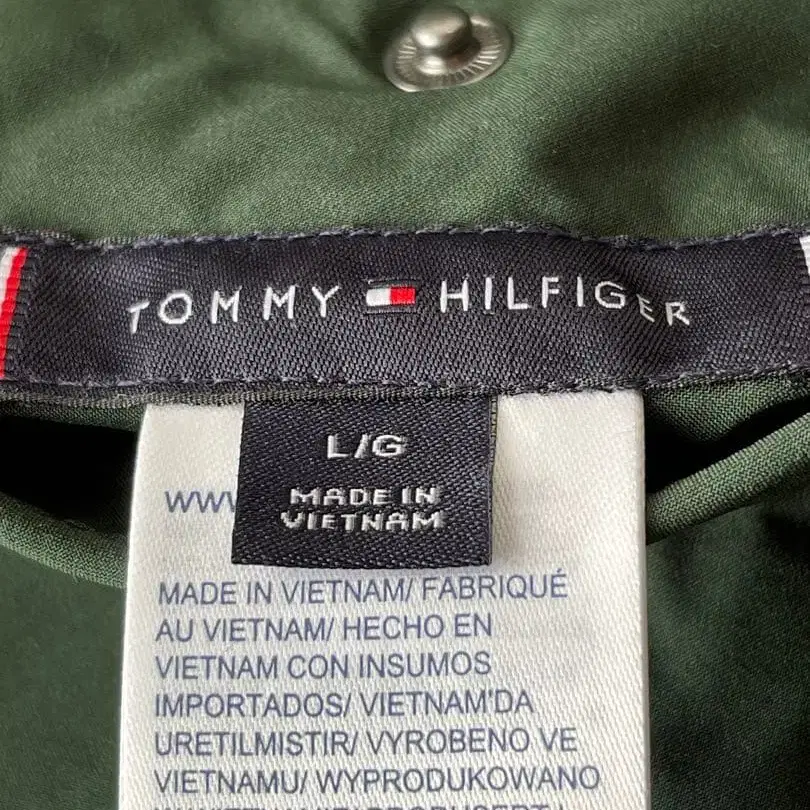 TOMMY HILFIGER
L/G
MADE IN
VIETNAM
WWW
MADE IN VIETNAM/ FABRIQUÉ
AU VIETNAM/ HECHO EN
VIETNAM CON INSUMOS
IMPORTADOS/ VIETNAM'DA
URETILMISTIR/ VYROBENO VE
VIETNAMU/ WYPRODUKOWANO